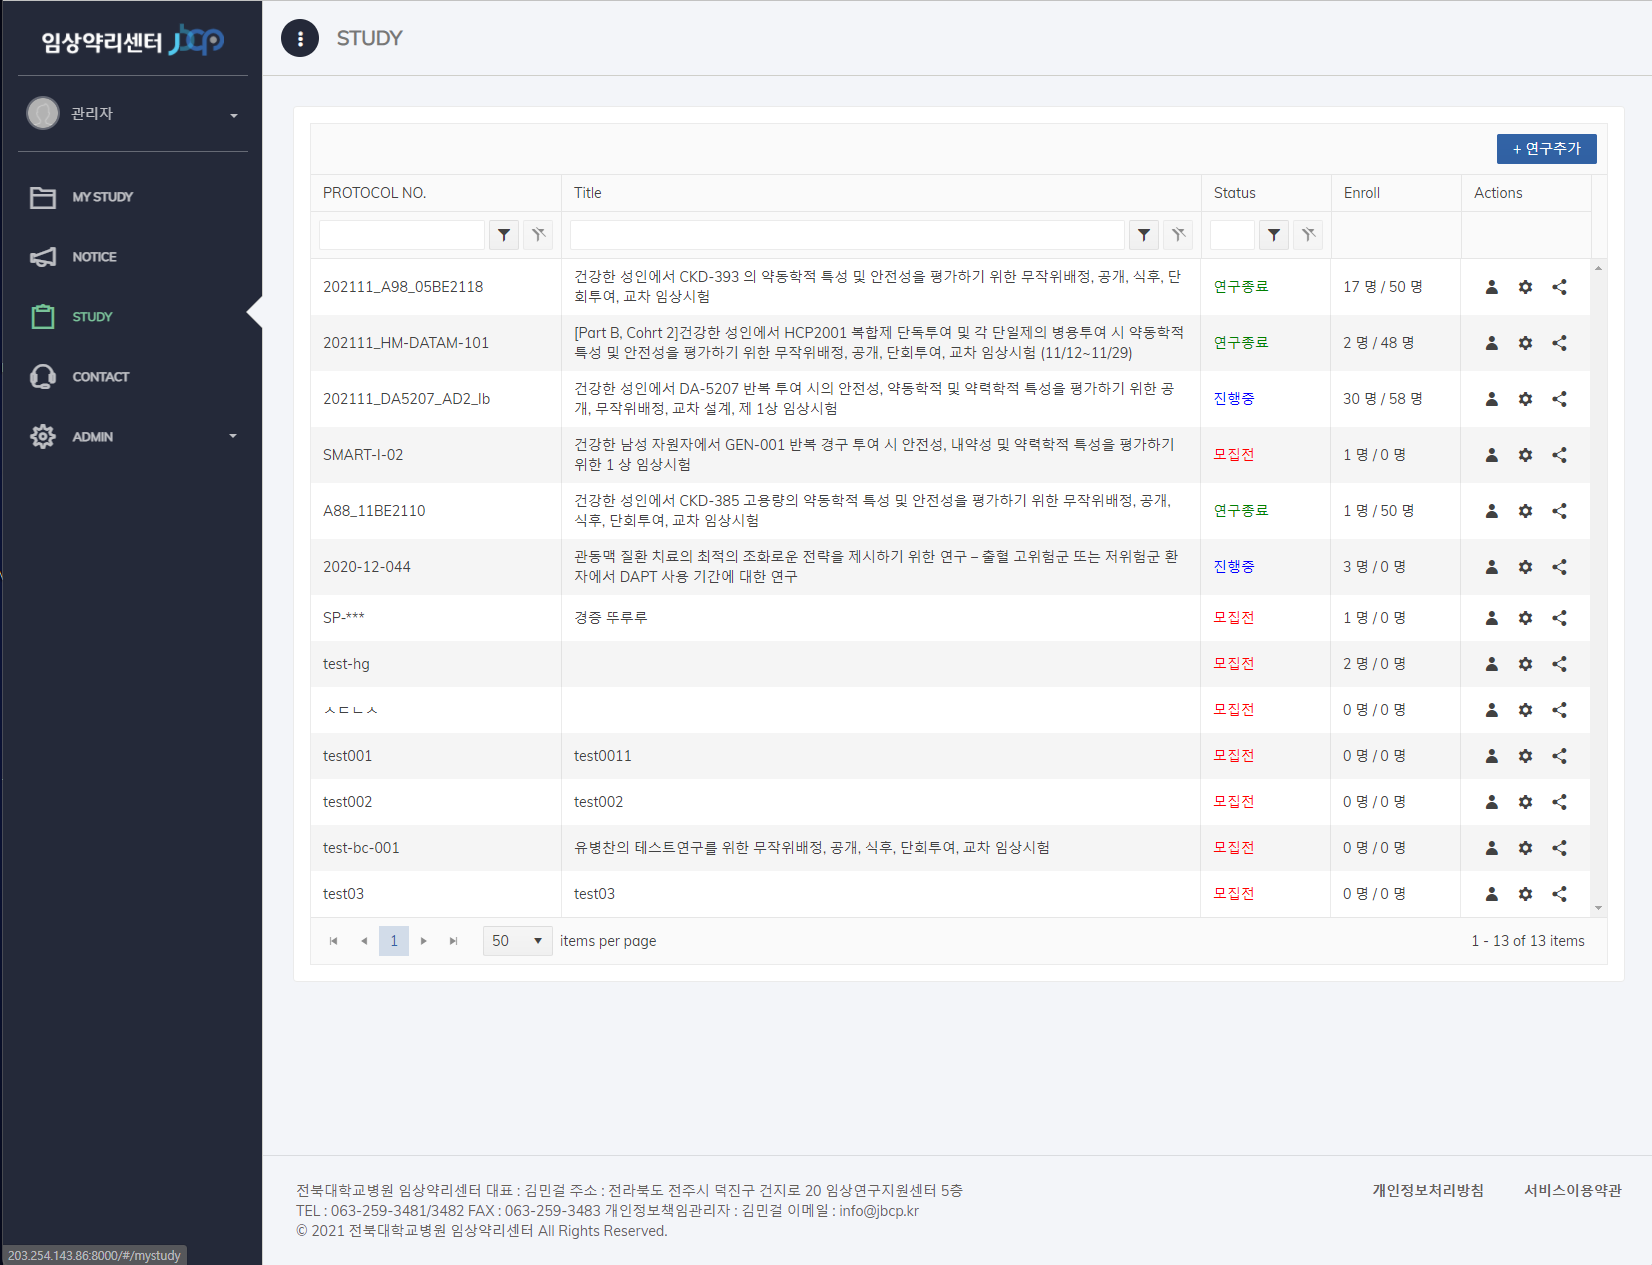 임상약리센터 jbcp
관리자
MY STUDY
NOTICE
STUDY
CONTACT
ADMIN
STUDY
+ 연구추가
PROTOCOL NO. Title Status Enroll Actions
202111_A98_05BE2118 건강한 성인에서 CKD-393 의 약동학적 특성 및 안전성을 평가하기 위한 무작위배정, 공개, 식후, 단
회투여, 교차 임상시험 연구종료 17 명 / 50 명
202111_HM-DATAM-101 [Part B, Cohrt 2]건강한 성인에서 HCP2001 복합제 단독투여 및 각 단일제의 병용투여 시 약동학적
특성 및 안전성을 평가하기 위한 무작위배정, 공개, 단회투여, 교차 임상시험 (11/12~11/29) 연구종료 2 명 / 48 명
202111_DA5207_AD2_Ib 건강한 성인에서 DA-5207 반복 투여 시의 안전성, 약동학적 및 약력학적 특성을 평가하기 위한 공
개, 무작위배정, 교차 설계, 제 1상 임상시험 진행중 30 명 / 58 명
SMART-I-02 건강한 남성 자원자에서 GEN-001 반복 경구 투여 시 안전성, 내약성 및 약력학적 특성을 평가하기
위한 1 상 임상시험 모집전 1 명 / 0 명
A88_11BE2110 건강한 성인에서 CKD-385 고용량의 약동학적 특성 및 안전성을 평가하기 위한 무작위배정, 공개,
식후, 단회투여, 교차 임상시험 연구종료 1 명 / 50 명
2020-12-044 관동맥 질환 치료의 최적의 조화로운 전략을 제시하기 위한 연구 – 출혈 고위험군 또는 저위험군 환
자에서 DAPT 사용 기간에 대한 연구 진행중 3 명 / 0 명
SP-*** 경증 뚜루루 모집전 1 명 / 0 명
test-hg 모집전 2 명 / 0 명
ㅅㄷㄴㅅ 모집전 0 명 / 0 명
test001 test0011 모집전 0 명 / 0 명
test002 test002 모집전 0 명 / 0 명
test-bc-001 유병찬의 테스트연구를 위한 무작위배정, 공개, 식후, 단회투여, 교차 임상시험 모집전 0 명 / 0 명
test03 test03 모집전 0 명 / 0 명
1 50 items per page 1 - 13 of 13 items
전북대학교병원 임상약리센터 대표 : 김민걸 주소 : 전라북도 전주시 덕진구 건지로 20 임상연구지원센터 5층
TEL : 063-259-3481/3482 FAX : 063-259-3483 개인정보책임관리자 : 김민걸 이메일 : info@jbcp.kr
© 2021 전북대학교병원 임상약리센터 All Rights Reserved.
개인정보처리방침 서비스이용약관
203.254.143.86:8000/#/mystudy